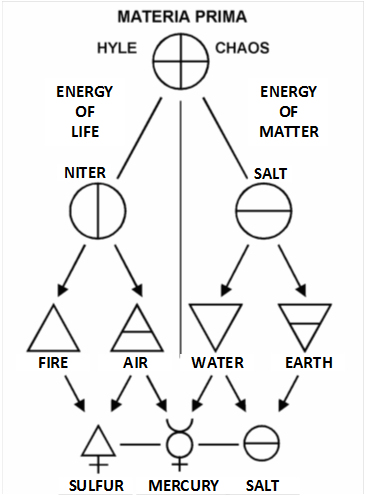 MATERIA PRIMA
HYLE CHAOS
ENERGY
OF
LIFE
ENERGY
OF
MATTER
NITER SALT
FIRE AIR WATER EARTH
SULFUR MERCURY SALT